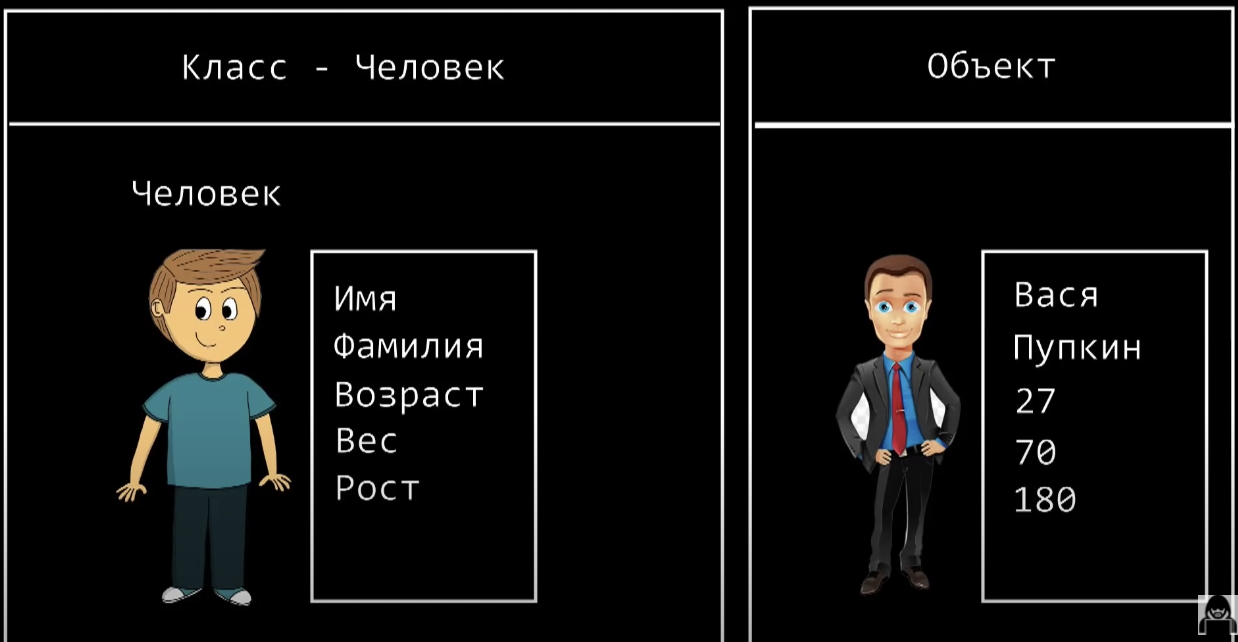 Класс - Человек
Объект
Человек
Имя
Фамилия
Возраст
Вес
Рост
Вася
Пупкин
27
70
180